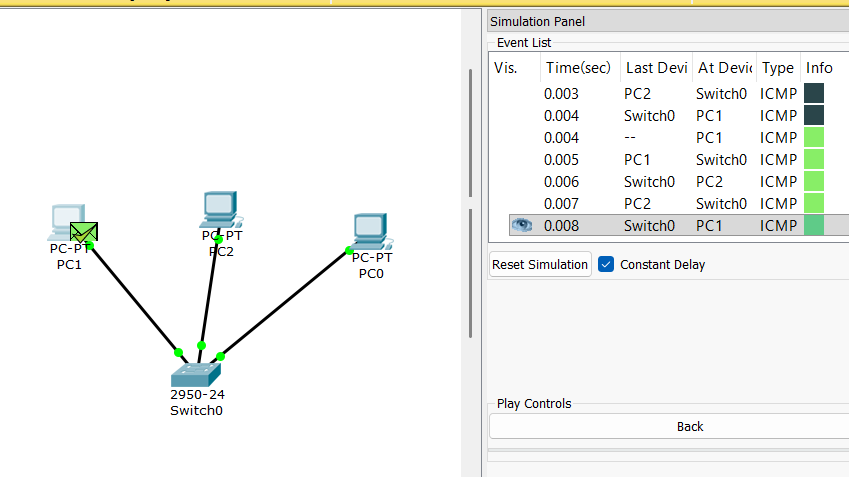 Simulation Panel
Event List
Vis. Time(sec) Last Devi At Devic Type Info
0.003 PC2 Switch0 ICMP
0.004 Switch0 PC1 ICMP
0.004 -- PC1 ICMP
0.005 PC1 Switch0 ICMP
0.006 Switch0 PC2 ICMP
0.007 PC2 Switch0 ICMP
0.008 Switch0 PC1 ICMP
Reset Simulation Constant Delay
Play Controls
Back
PC-PT
PC1
PC-PT
PC2
PC-PT
PC0
2950-24
Switch0